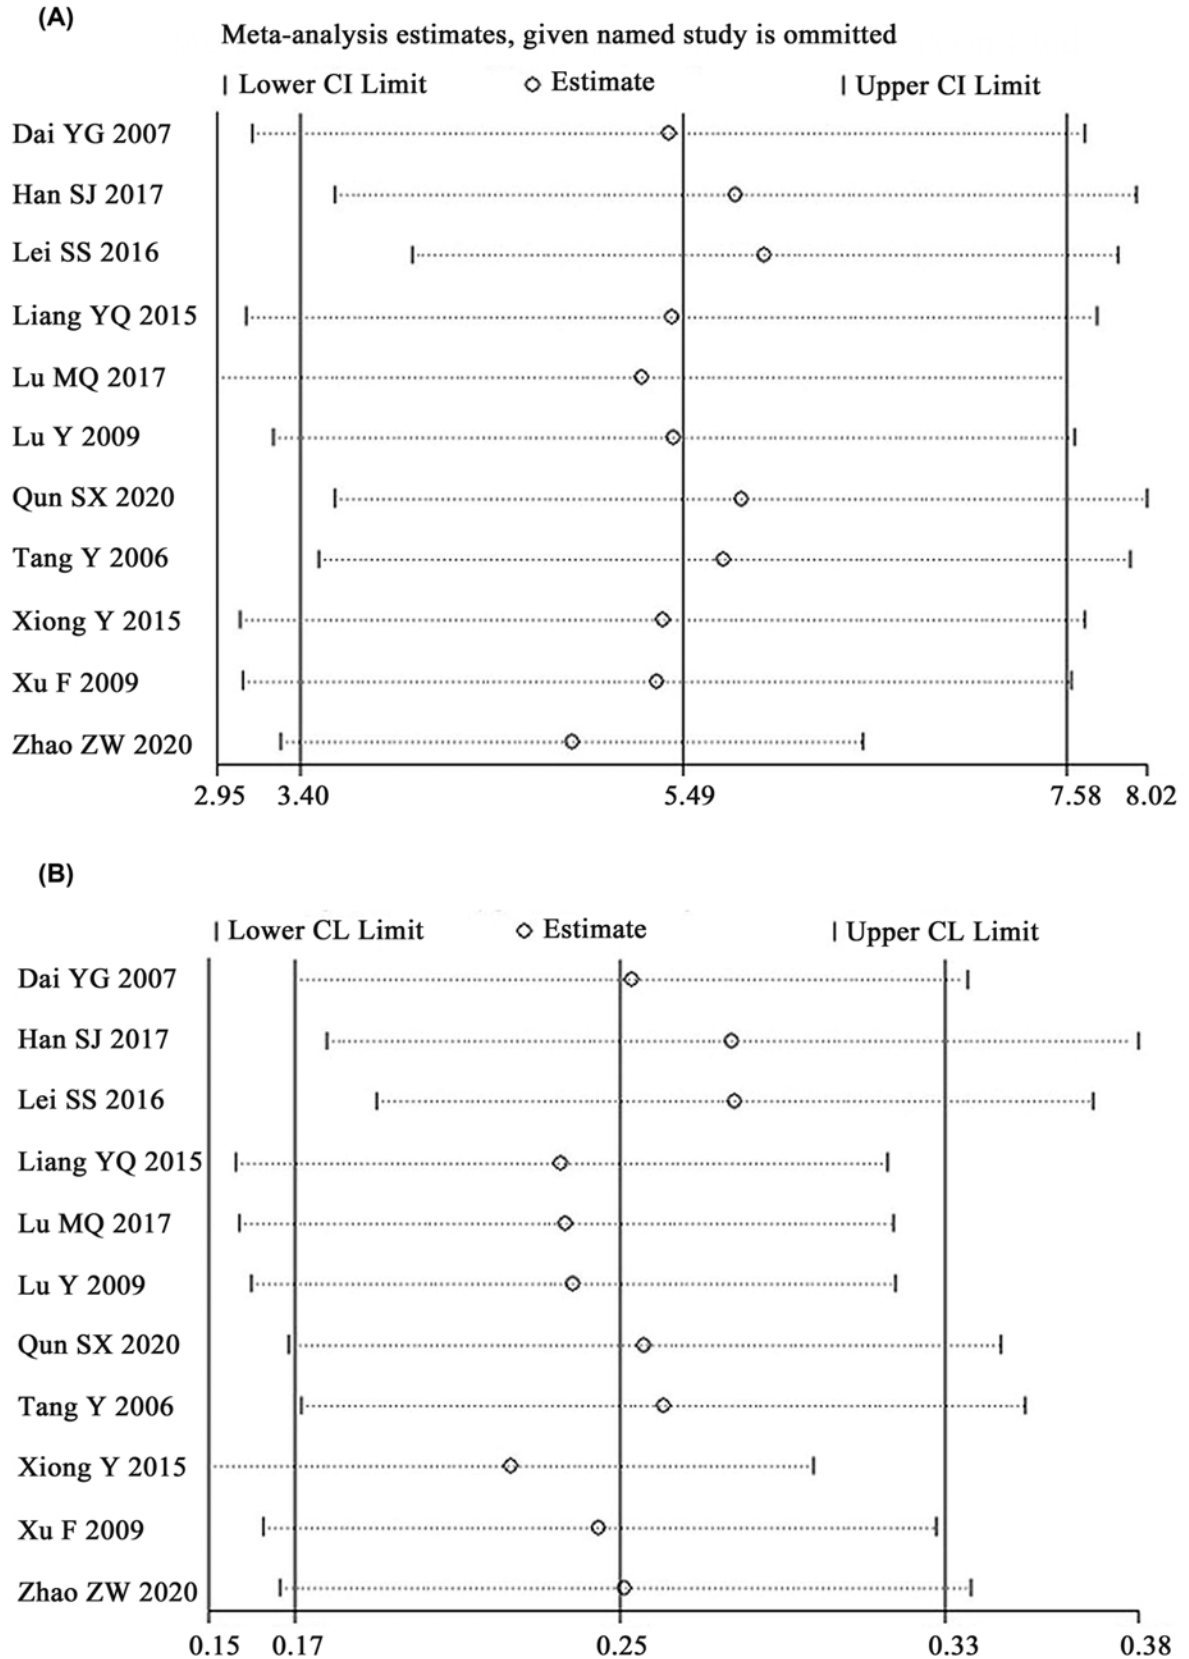 (A)
Meta-analysis estimates, given named study is ommitted
| Lower CI Limit ○ Estimate | Upper CI Limit
Dai YG 2007
Han SJ 2017
Lei SS 2016
Liang YQ 2015
Lu MQ 2017
Lu Y 2009
Qun SX 2020
Tang Y 2006
Xiong Y 2015
Xu F 2009
Zhao ZW 2020
2.95 3.40 5.49 7.58 8.02
(B)
| Lower CL Limit ○ Estimate | Upper CL Limit
Dai YG 2007
Han SJ 2017
Lei SS 2016
Liang YQ 2015
Lu MQ 2017
Lu Y 2009
Qun SX 2020
Tang Y 2006
Xiong Y 2015
Xu F 2009
Zhao ZW 2020
0.15 0.17 0.25 0.33 0.38